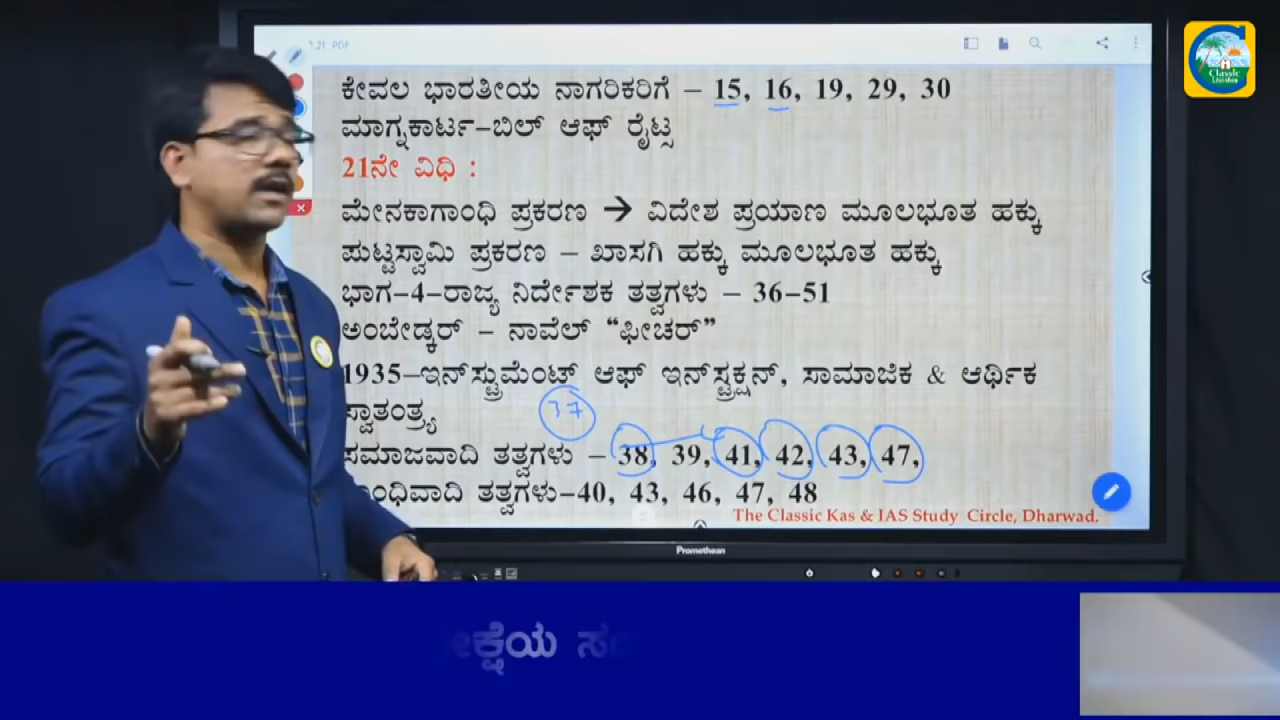 21 PDF
Classic
ಕೇವಲ ಭಾರತೀಯ ನಾಗರಿಕರಿಗೆ – 15, 16, 19, 29, 30
ಮಾಗ್ನಕಾರ್ಟ–ಬಿಲ್ ಆಫ್ ರೈಟ್ಸ
21ನೇ ವಿಧಿ :
ಮೇನಕಾಗಾಂಧಿ ಪ್ರಕರಣ → ವಿದೇಶ ಪ್ರಯಾಣ ಮೂಲಭೂತ ಹಕ್ಕು
ಪುಟ್ಟಸ್ವಾಮಿ ಪ್ರಕರಣ – ಖಾಸಗಿ ಹಕ್ಕು ಮೂಲಭೂತ ಹಕ್ಕು
ಭಾಗ–4–ರಾಜ್ಯ ನಿರ್ದೇಶಕ ತತ್ವಗಳು – 36–51
ಅಂಬೇಡ್ಕರ್ – ನಾವೆಲ್ “ಫೀಚರ್”
1935–ಇನ್‌ಸ್ಟ್ರುಮೆಂಟ್ ಆಫ್ ಇನ್‌ಸ್ಟ್ರಕ್ಷನ್, ಸಾಮಾಜಿಕ & ಆರ್ಥಿಕ
ಸ್ವಾತಂತ್ರ್ಯ
37
ಸಮಾಜವಾದಿ ತತ್ವಗಳು – 38, 39, 41, 42, 43, 47,
ಾಂಧಿವಾದಿ ತತ್ವಗಳು–40, 43, 46, 47, 48
The Classic Kas & IAS Study Circle, Dharwad.
Promethean
ೀಕ್ಷೆಯ ಸ